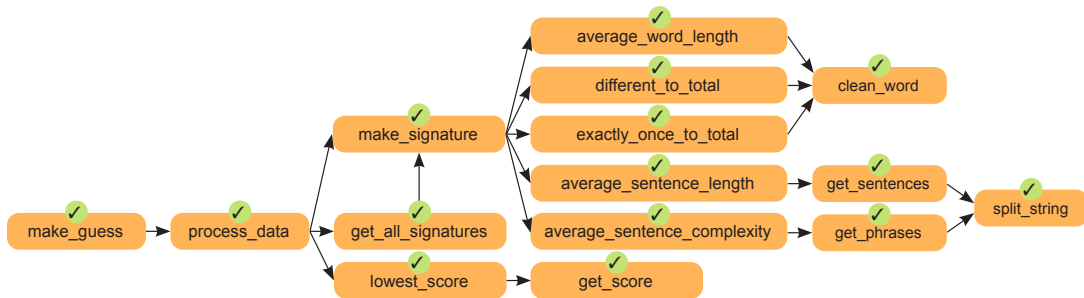 average_word_length
different_to_total
clean_word
make_signature
exactly_once_to_total
average_sentence_length
get_sentences
split_string
make_guess
process_data
get_all_signatures
average_sentence_complexity
get_phrases
lowest_score
get_score